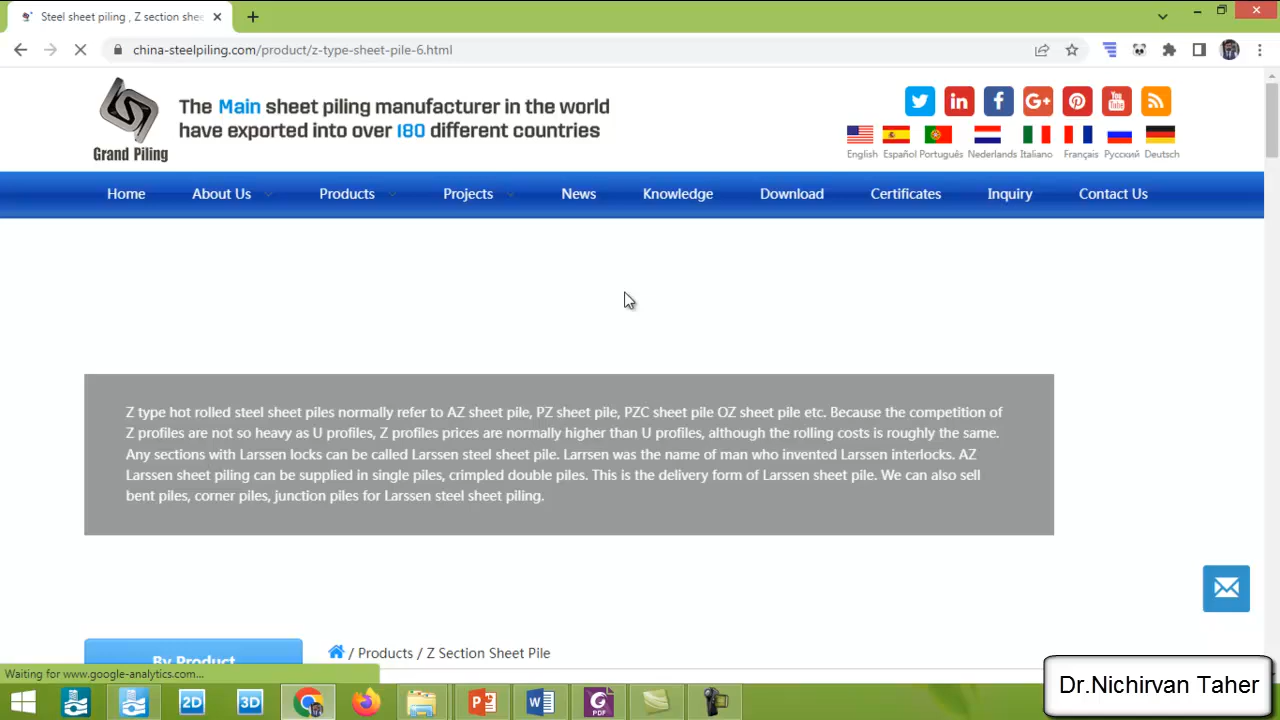 Steel sheet piling , Z section shee
china-steelpiling.com/product/z-type-sheet-pile-6.html
The Main sheet piling manufacturer in the world
have exported into over 180 different countries
Grand Piling
in
f
G+
You
Tube
English Español Português Nederlands Italiano Français Русский Deutsch
Home About Us Products Projects News Knowledge Download Certificates Inquiry Contact Us
Z type hot rolled steel sheet piles normally refer to AZ sheet pile, PZ sheet pile, PZC sheet pile OZ sheet pile etc. Because the competition of
Z profiles are not so heavy as U profiles, Z profiles prices are normally higher than U profiles, although the rolling costs is roughly the same.
Any sections with Larssen locks can be called Larssen steel sheet pile. Larrsen was the name of man who invented Larssen interlocks. AZ
Larssen sheet piling can be supplied in single piles, crimpled double piles. This is the delivery form of Larssen sheet pile. We can also sell
bent piles, corner piles, junction piles for Larssen steel sheet piling.
By Product
/ Products / Z Section Sheet Pile
Waiting for www.google-analytics.com...
2D
3D
P
W
PDF
Dr.Nichirvan Taher